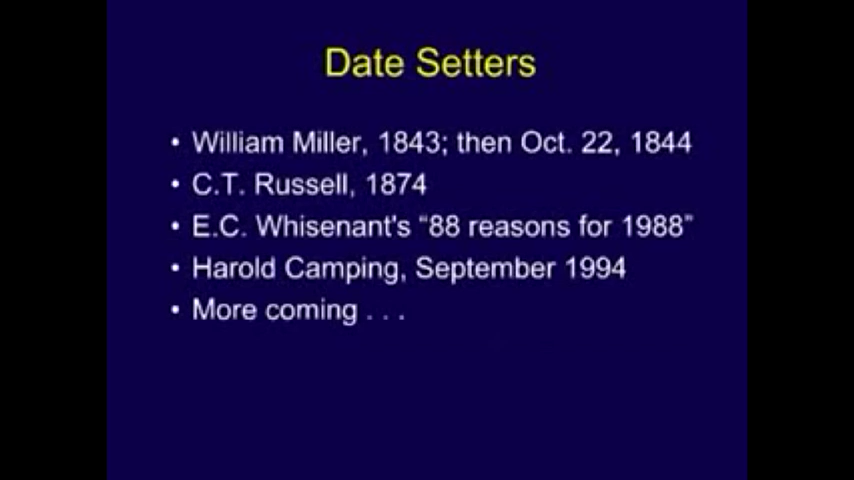 Date Setters
• William Miller, 1843; then Oct. 22, 1844
• C.T. Russell, 1874
• E.C. Whisenant's “88 reasons for 1988”
• Harold Camping, September 1994
• More coming . . .